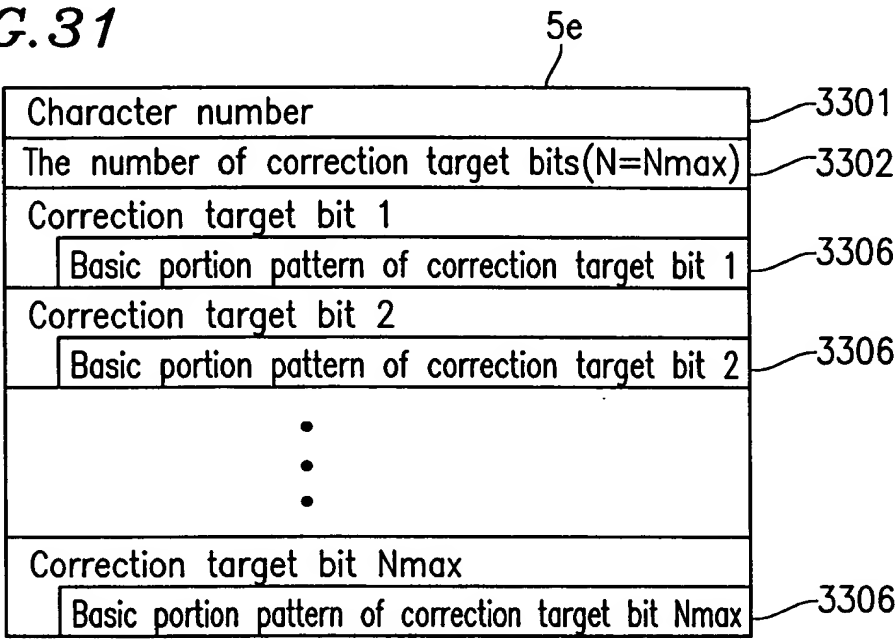 G.31
5e
Character number
3301
The number of correction target bits(N=Nmax)
3302
Correction target bit 1
Basic portion pattern of correction target bit 1
3306
Correction target bit 2
Basic portion pattern of correction target bit 2
3306
Correction target bit Nmax
Basic portion pattern of correction target bit Nmax
3306